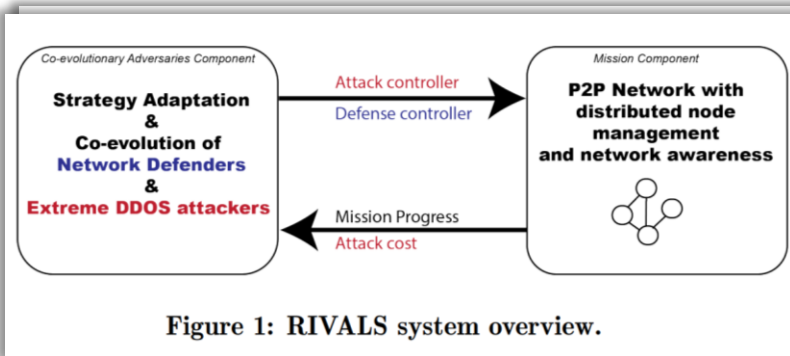 Co-evolutionary Adversaries Component
Strategy Adaptation
&
Co-evolution of
Network Defenders
&
Extreme DDOS attackers
Attack controller
Defense controller
Mission Progress
Attack cost
Mission Component
P2P Network with
distributed node
management
and network awareness
Figure 1: RIVALS system overview.